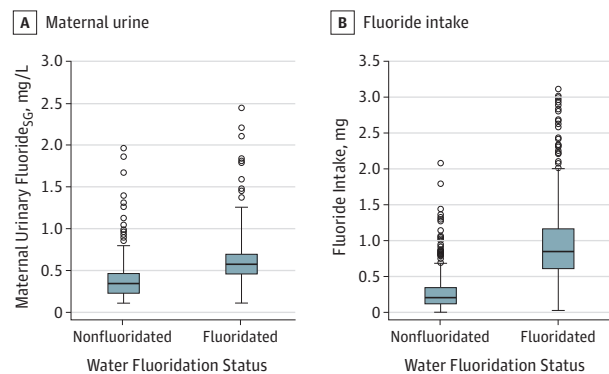 A Maternal urine
3.0
2.5
2.0
1.5
1.0
0.5
0
Maternal Urinary FluorideSG, mg/L
Nonfluoridated Fluoridated
Water Fluoridation Status
B Fluoride intake
3.5
3.0
2.5
2.0
1.5
1.0
0.5
0
Fluoride Intake, mg
Nonfluoridated Fluoridated
Water Fluoridation Status